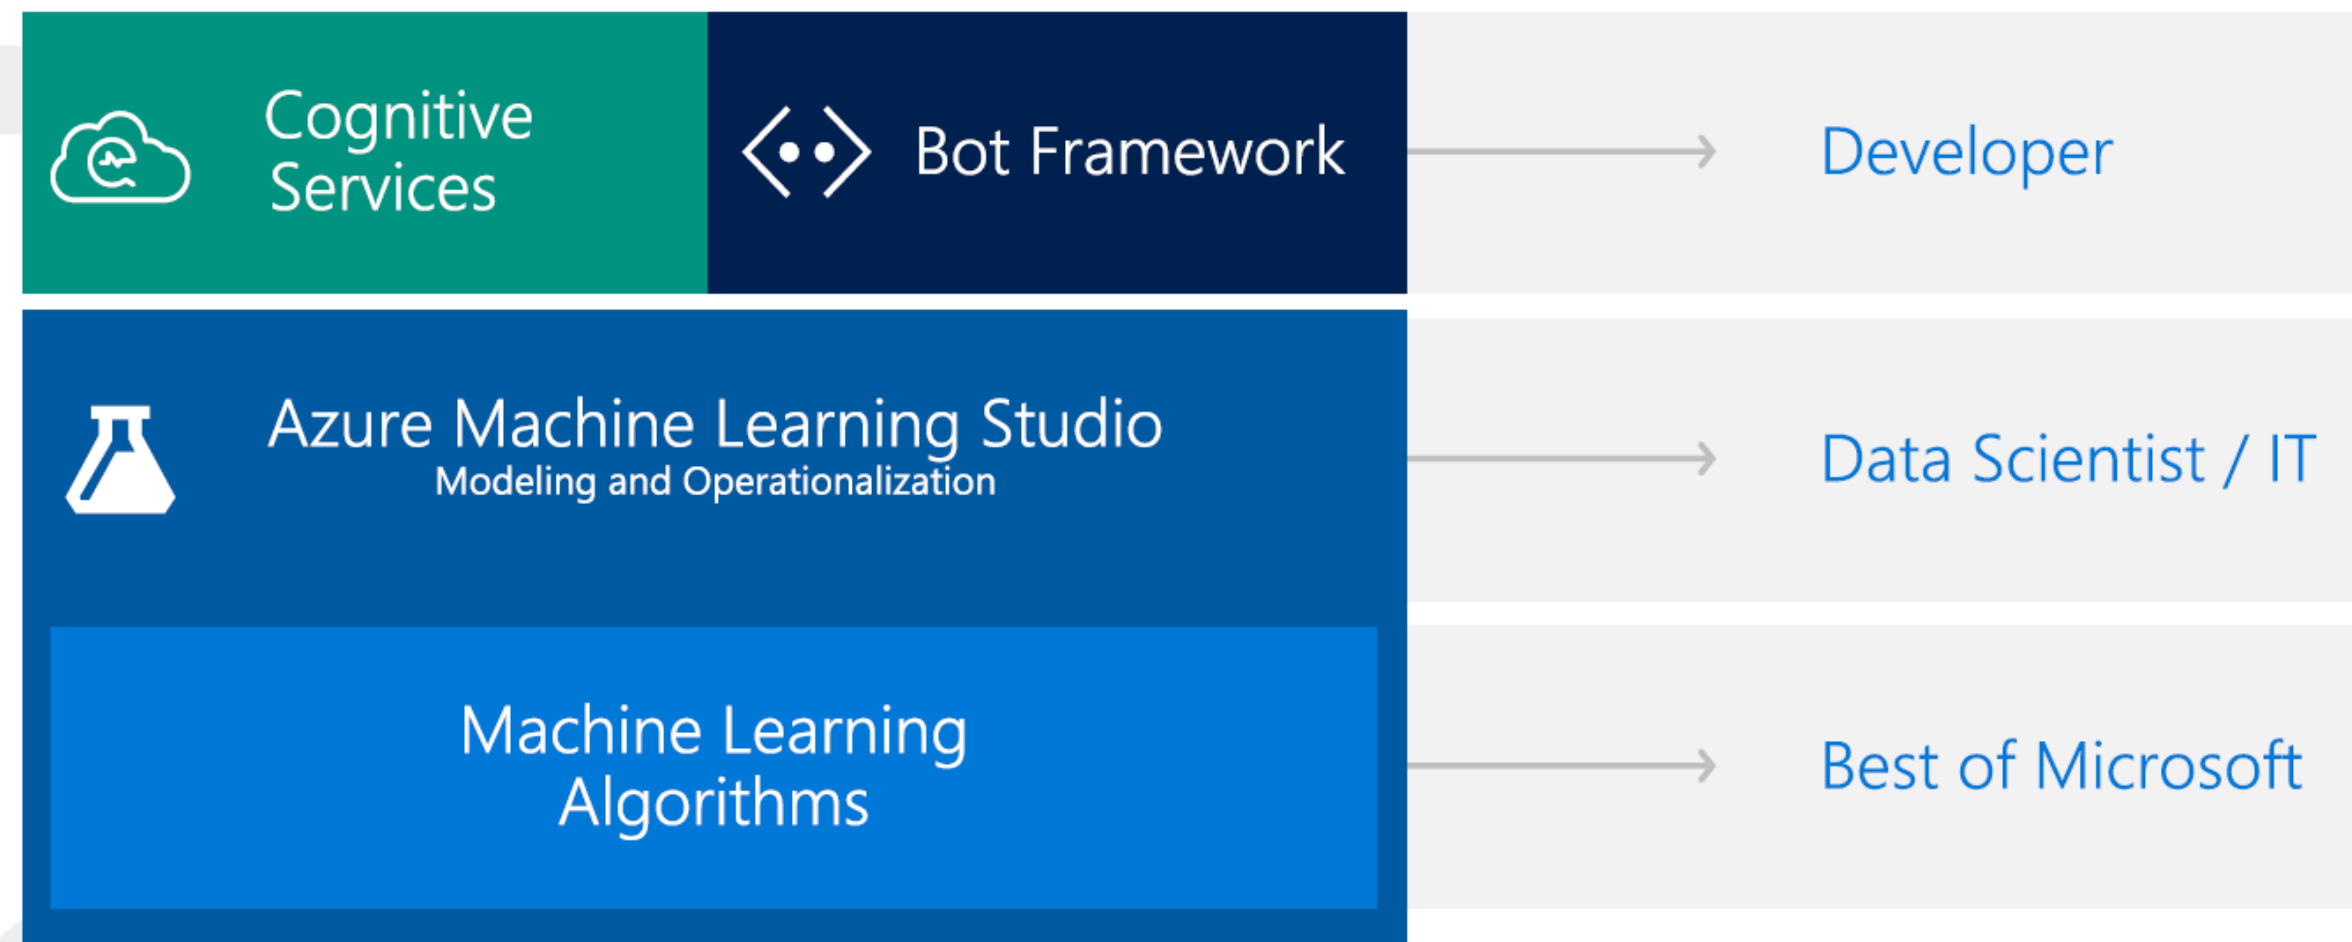 Cognitive
Services
Bot Framework
Developer
Azure Machine Learning Studio
Modeling and Operationalization
Data Scientist / IT
Machine Learning
Algorithms
Best of Microsoft